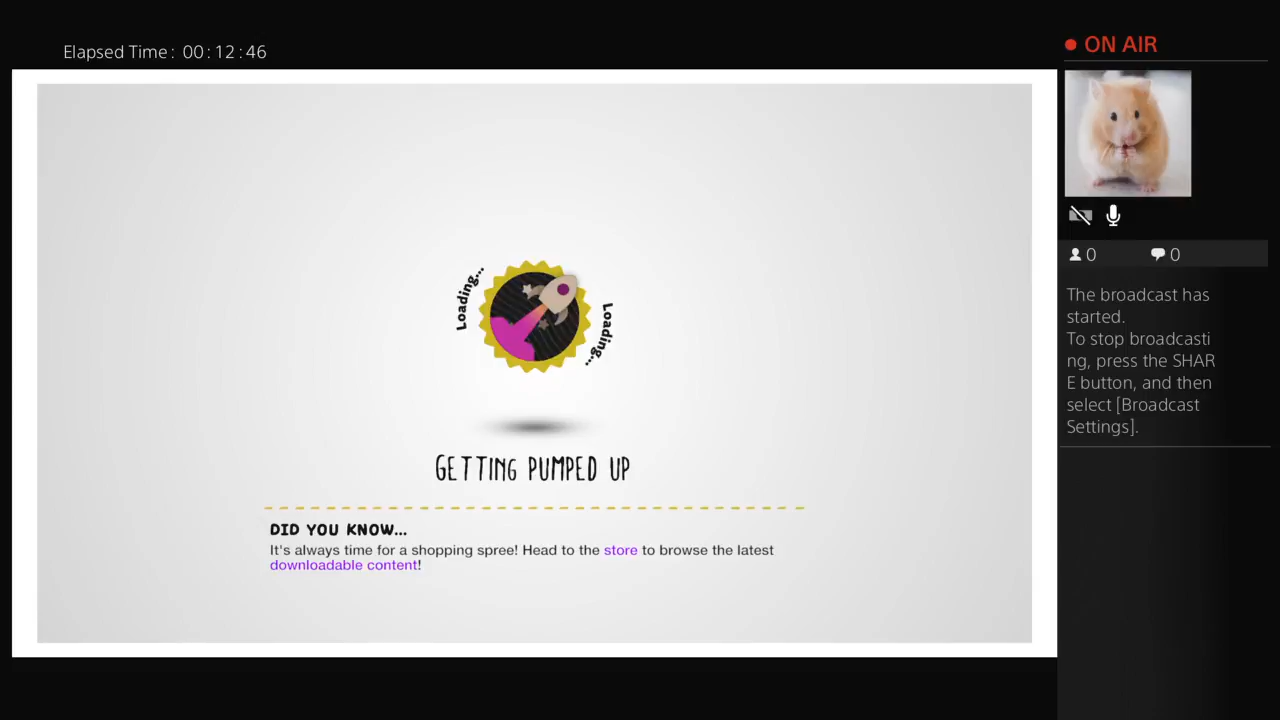 Elapsed Time: 00:12:46
ON AIR
0 0
The broadcast has
started.
To stop broadcasti
ng, press the SHAR
E button, and then
select [Broadcast
Settings].
Loading...
Loading...
GETTING PUMPED UP
DID YOU KNOW...
It's always time for a shopping spree! Head to the store to browse the latest
downloadable content!